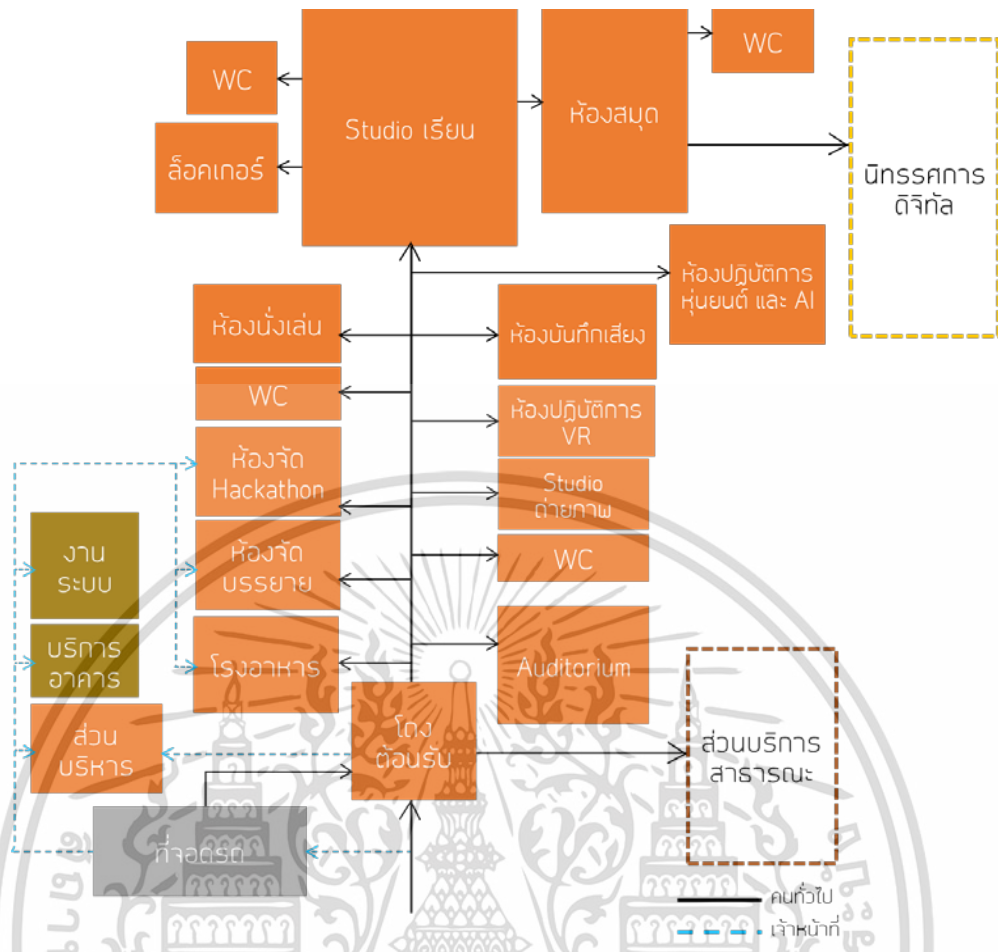 WC
Studio เรียน
ล็อคเกอร์
ห้องสมุด
WC
นิทรรศการ
ดิจิทัล
ห้องปฏิบัติการ
หุ่นยนต์ และ AI
ห้องนั่งเล่น
ห้องบันทึกเสียง
WC
ห้องปฏิบัติการ
VR
ห้องจัด
Hackathon
Studio
ถ่ายภาพ
งาน
ระบบ
ห้องจัด
บรรยาย
WC
บริการ
อาคาร
โรงอาหาร
Auditorium
ส่วน
บริหาร
โถง
ต้อนรับ
ส่วนบริการ
สาธารณะ
ที่จอดรถ
คนทั่วไป
เจ้าหน้าที่